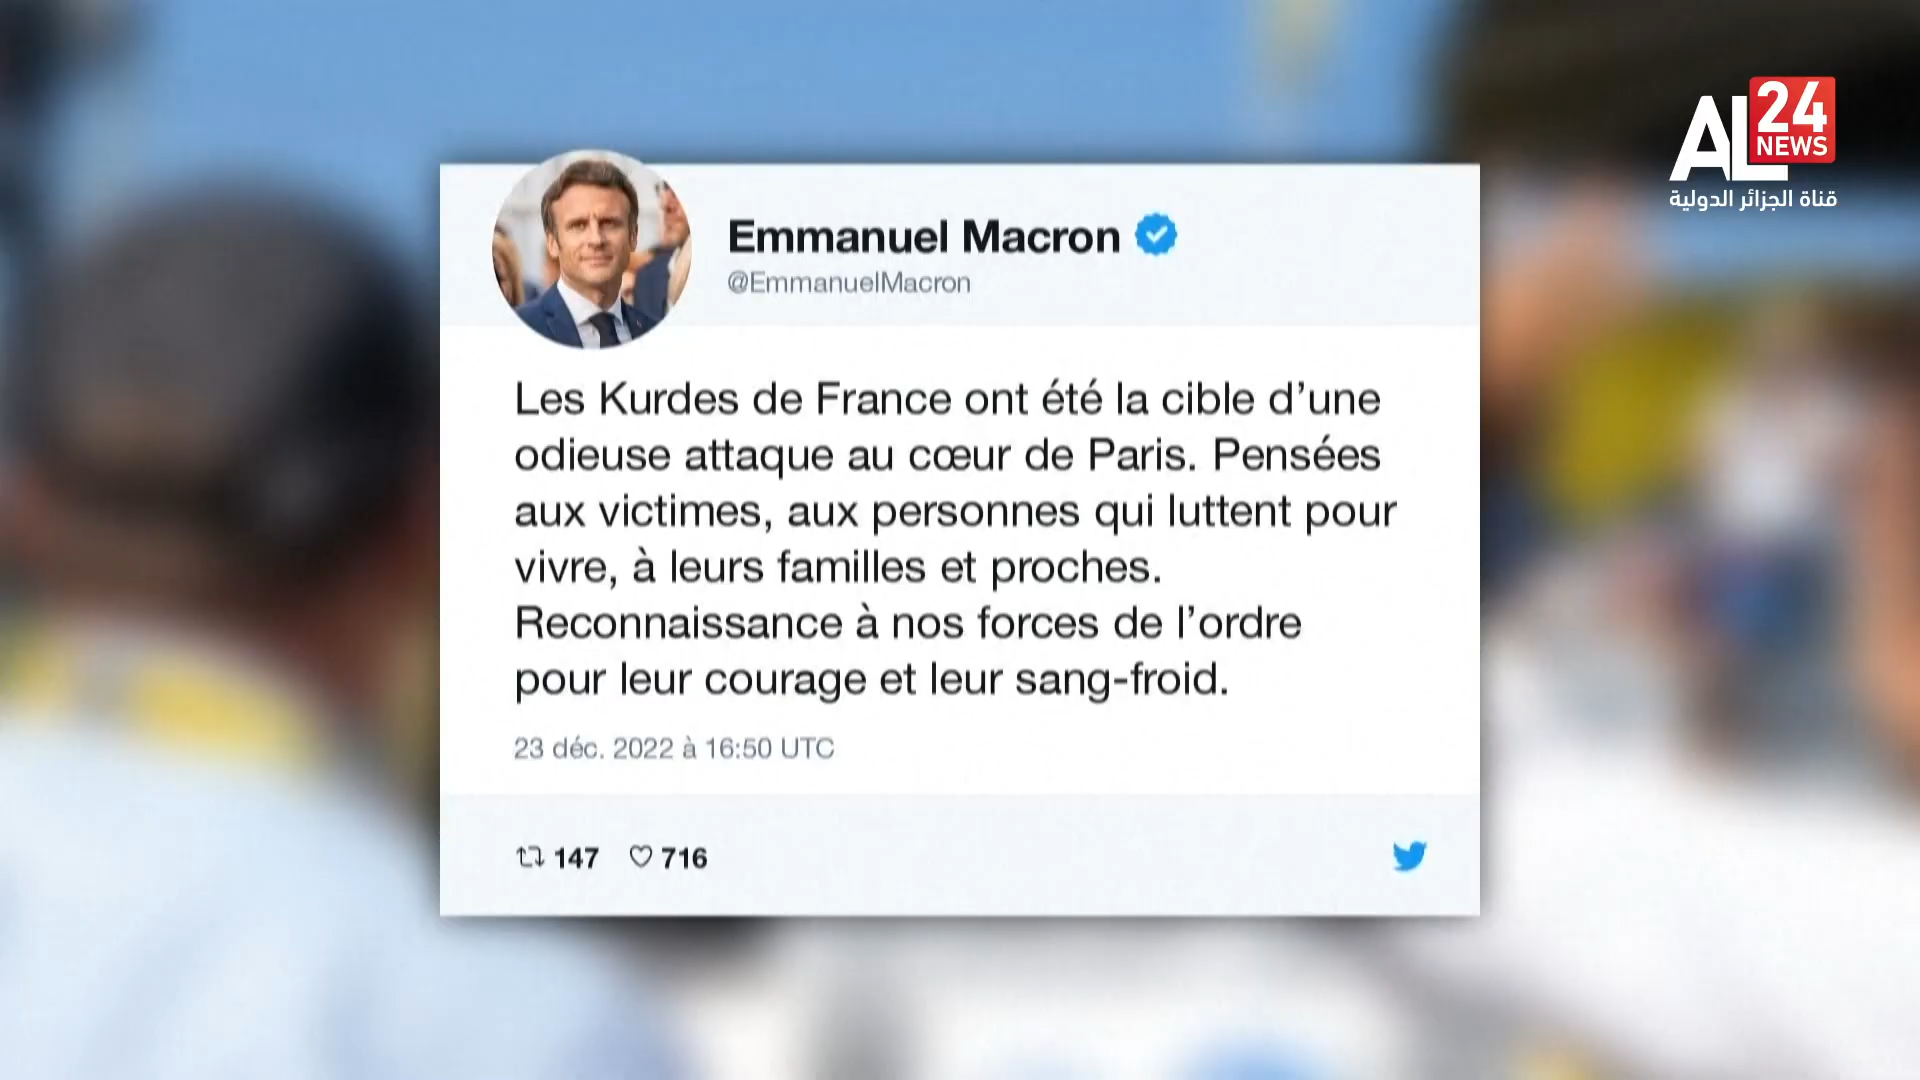 AL 24
NEWS
قناة الجزائر الدولية
Emmanuel Macron
@EmmanuelMacron
Les Kurdes de France ont été la cible d’une
odieuse attaque au cœur de Paris. Pensées
aux victimes, aux personnes qui luttent pour
vivre, à leurs familles et proches.
Reconnaissance à nos forces de l’ordre
pour leur courage et leur sang-froid.
23 déc. 2022 à 16:50 UTC
147 716